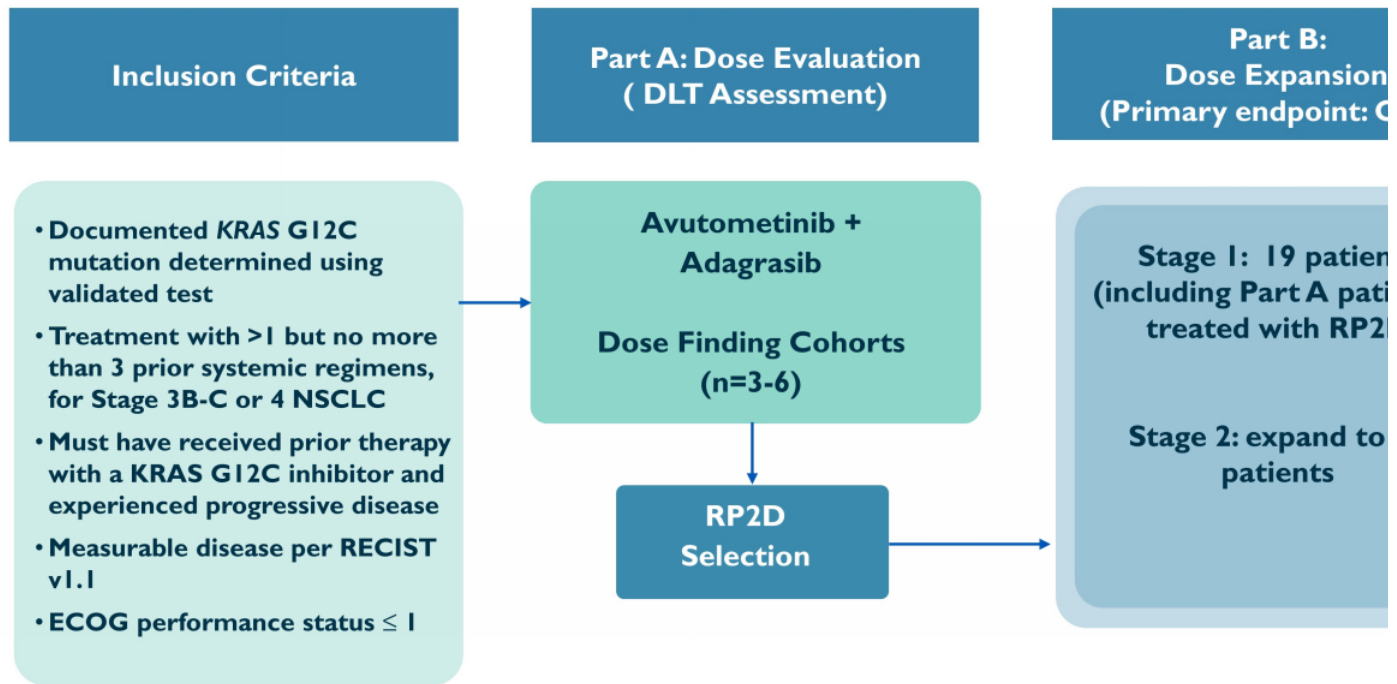 Inclusion Criteria
Part A: Dose Evaluation
( DLT Assessment)
Part B:
Dose Expansion
(Primary endpoint:
• Documented KRAS G12C
mutation determined using
validated test
• Treatment with >1 but no more
than 3 prior systemic regimens,
for Stage 3B-C or 4 NSCLC
• Must have received prior therapy
with a KRAS G12C inhibitor and
experienced progressive disease
• Measurable disease per RECIST
v1.1
• ECOG performance status ≤ 1
Avutometinib +
Adagrasib
Dose Finding Cohorts
(n=3-6)
RP2D
Selection
Stage 1: 19
(including Part A
treated with
Stage 2: expand to
patients